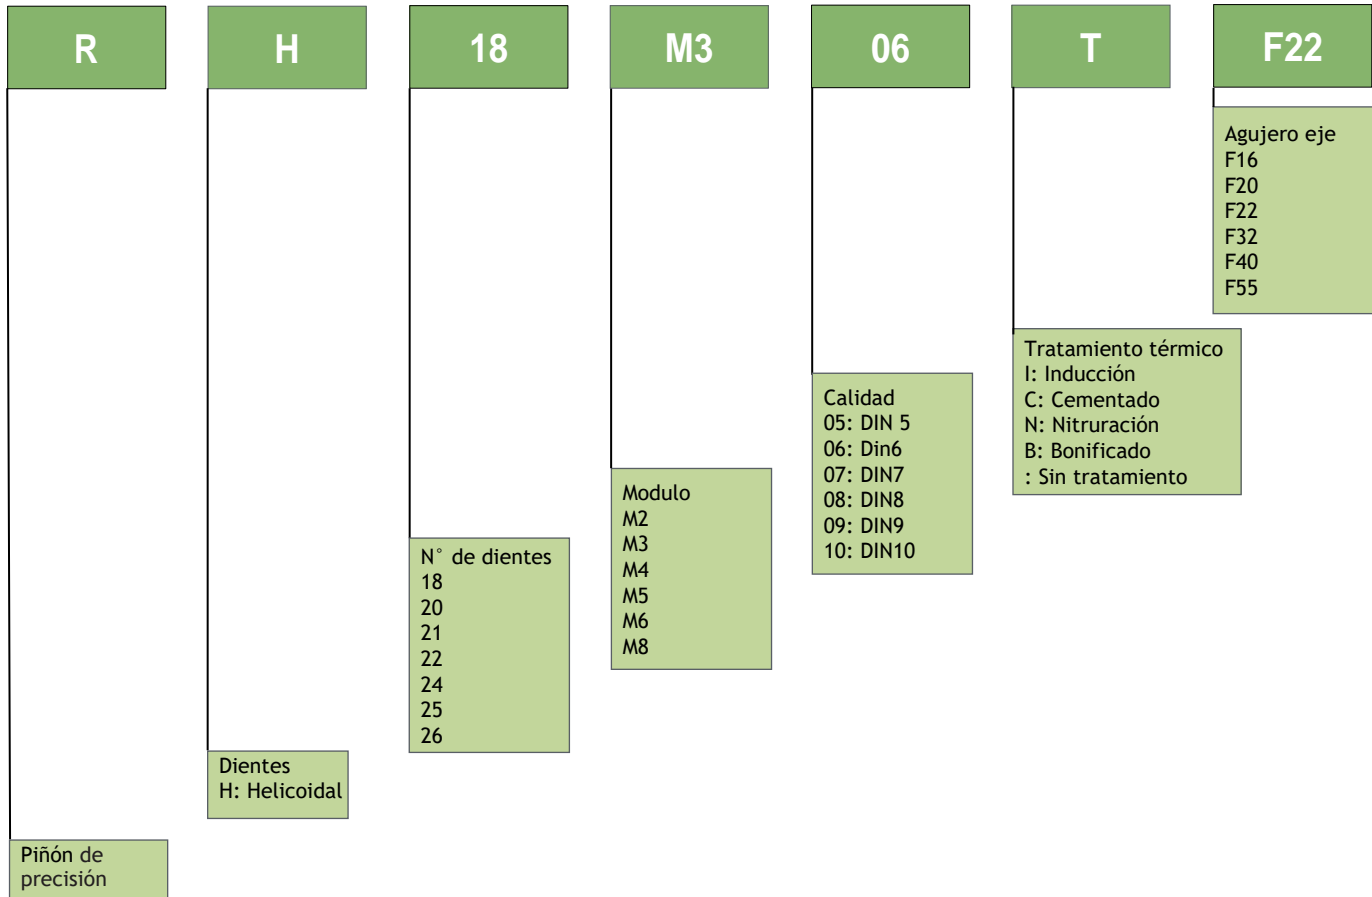 R H 18 M3 06 T F22
Agujero eje
F16
F20
F22
F32
F40
F55
Tratamiento térmico
I: Inducción
C: Cementado
N: Nitruración
B: Bonificado
: Sin tratamiento
Calidad
05: DIN 5
06: Din6
07: DIN7
08: DIN8
09: DIN9
10: DIN10
Modulo
M2
M3
M4
M5
M6
M8
N° de dientes
18
20
21
22
24
25
26
Dientes
H: Helicoidal
Piñón de
precisión